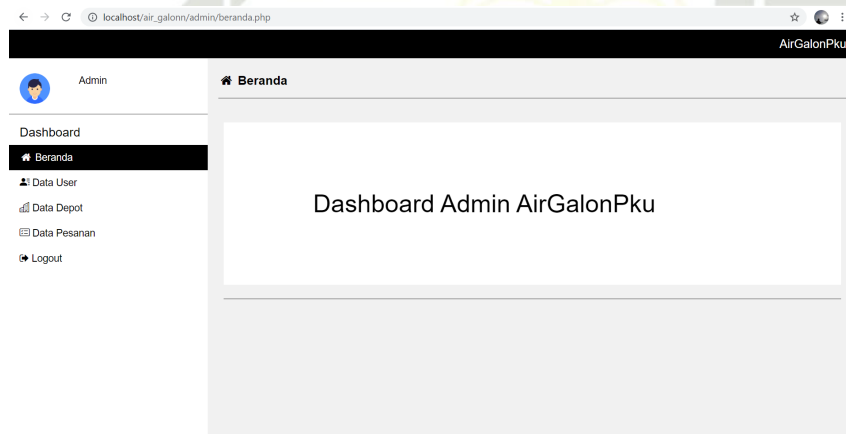 localhost/air_galonn/admin/beranda.php
AirGalonPku
Admin
Beranda
Dashboard
Beranda
Data User
Data Depot
Data Pesanan
Logout
Dashboard Admin AirGalonPku